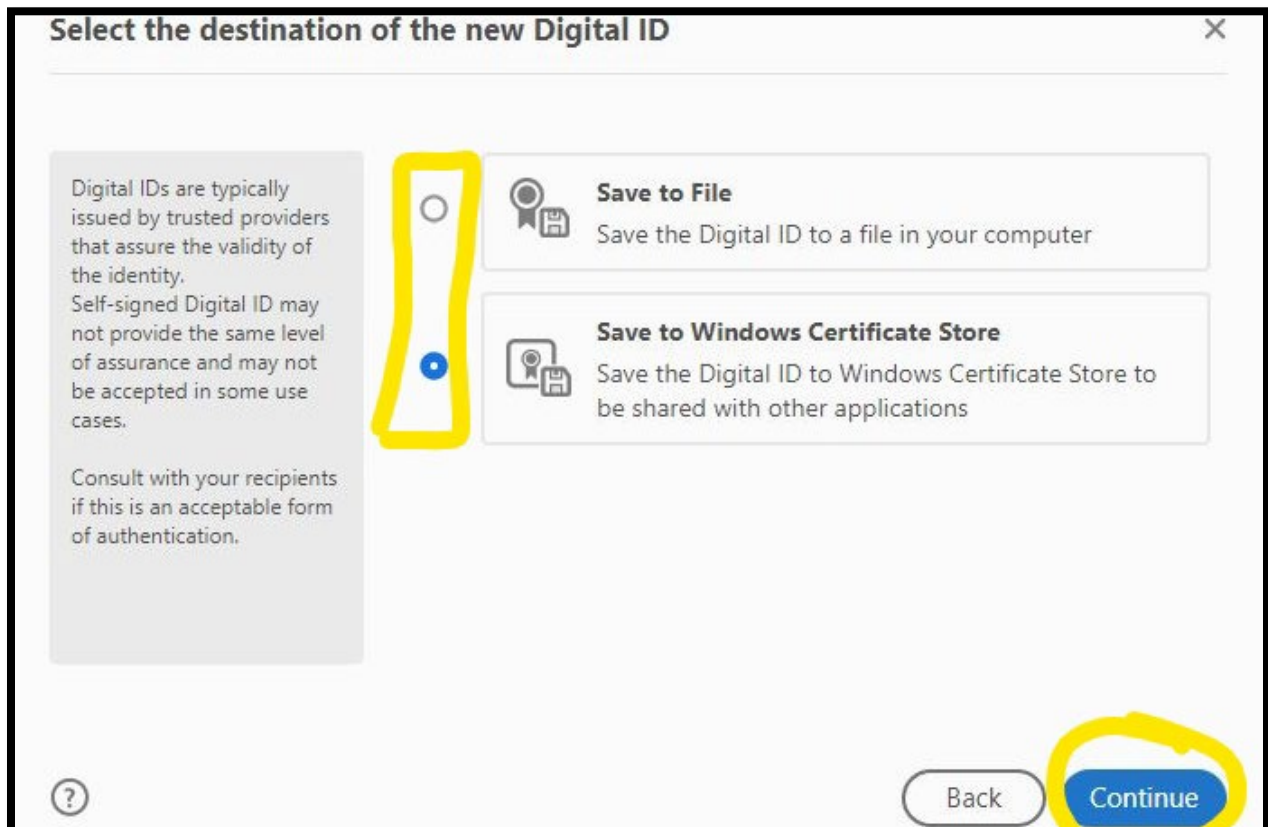 Select the destination of the new Digital ID
Digital IDs are typically
issued by trusted providers
that assure the validity of
the identity.
Self-signed Digital ID may
not provide the same level
of assurance and may not
be accepted in some use
cases.
Consult with your recipients
if this is an acceptable form
of authentication.
Save to File
Save the Digital ID to a file in your computer
Save to Windows Certificate Store
Save the Digital ID to Windows Certificate Store to
be shared with other applications
?
Back
Continue